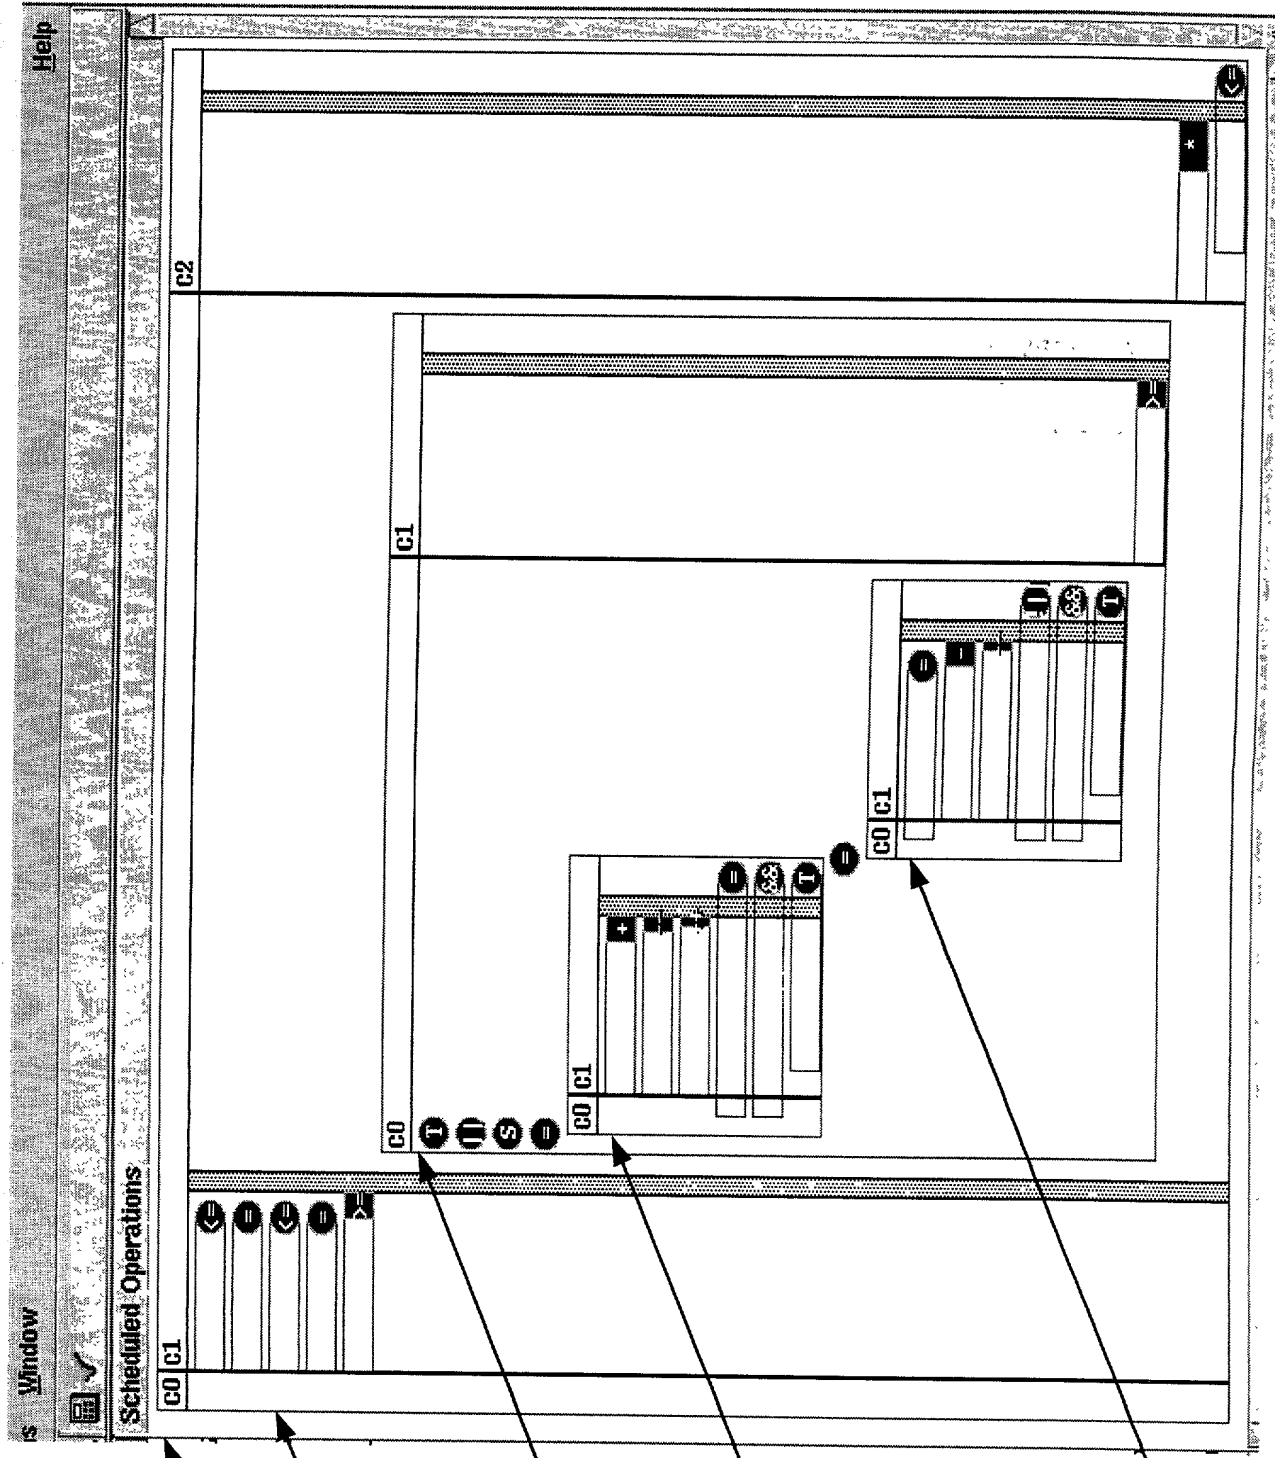 s Window Help
Scheduled Operations
C0 C1 C2
<=
=
<=
=
>
C0 C1
T
S
=
C0 C1
+
=
T
=
C0 C1
=
-
T
<=
*
<=